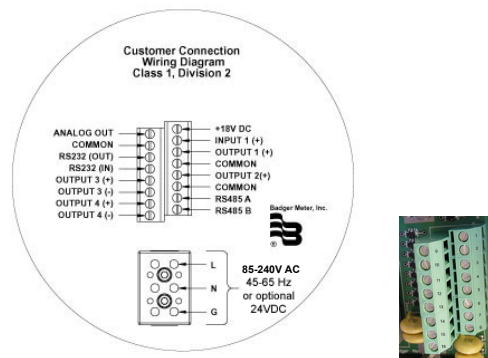 Customer Connection
Wiring Diagram
Class 1, Division 2
ANALOG OUT
COMMON
RS232 (OUT)
RS232 (IN)
OUTPUT 3 (+)
OUTPUT 3 (-)
OUTPUT 4 (+)
OUTPUT 4 (-)
+18V DC
INPUT 1 (+)
OUTPUT 1 (+)
COMMON
OUTPUT 2(+)
COMMON
RS485 A
RS485 B
Badger Meter, Inc.
®
L
N
G
85-240V AC
45-65 Hz
or optional
24VDC